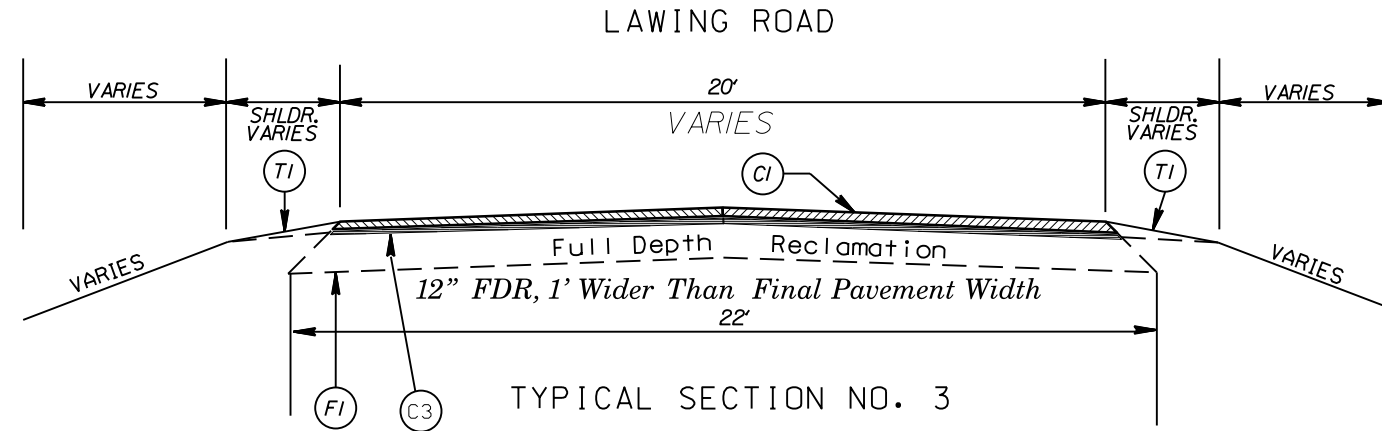 LAWING ROAD
VARIES
20'
VARIES
SHLDR.
VARIES
VARIES
SHLDR.
VARIES
T1
C1
T1
VARIES
Full Depth Reclamation
VARIES
12" FDR, 1' Wider Than Final Pavement Width
22'
F1
C3
TYPICAL SECTION NO. 3